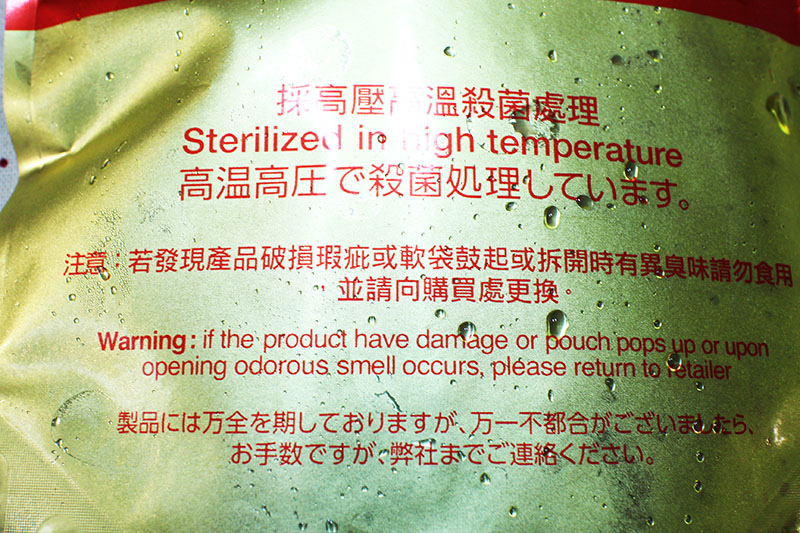 採高壓高溫殺菌處理
Sterilized in high temperature
高温高圧で殺菌処理しています。
注意：若發現產品破損瑕疵或軟袋鼓起或拆開時有異臭味請勿食用
並請向購買處更換。
Warning: if the product have damage or pouch pops up or upon
opening odorous smell occurs, please return to retailer
製品には万全を期しておりますが、万一不都合がございましたら、
お手数ですが、弊社までご連絡ください。